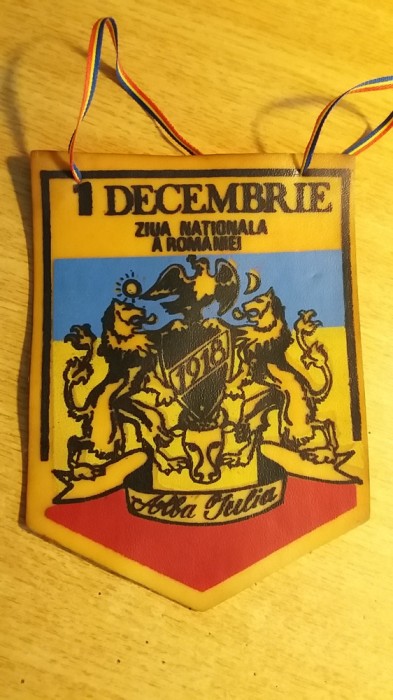 1 DECEMBRIE
ZIUA NATIONALA
A ROMANIEI
1918
Alba Iulia